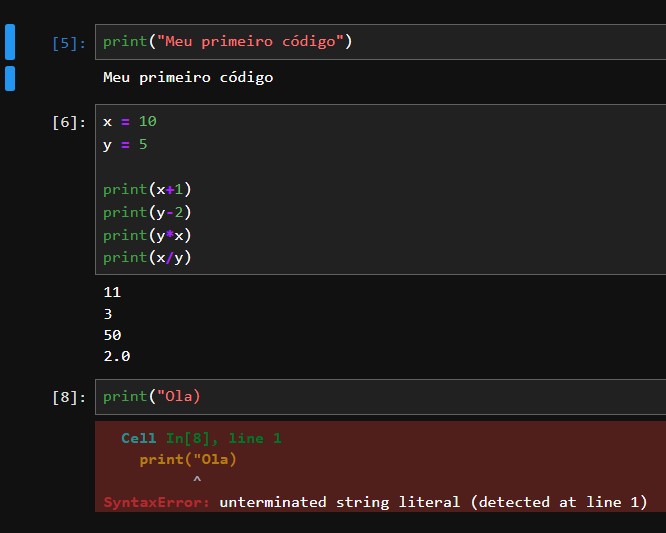 [5]: print("Meu primeiro código")
Meu primeiro código
[6]: x = 10
y = 5
print(x+1)
print(y-2)
print(y*x)
print(x/y)
11
3
50
2.0
[8]: print("Ola)
Cell In[8], line 1
print("Ola)
^
SyntaxError: unterminated string literal (detected at line 1)